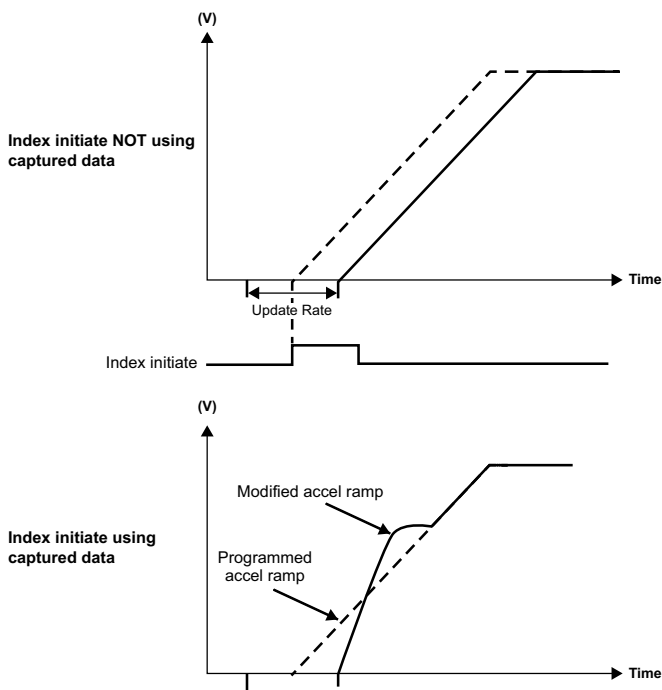 (V)
Index initiate NOT using
captured data
Time
Update Rate
Index initiate
(V)
Modified accel ramp
Index initiate using
captured data
Programmed
accel ramp
Time